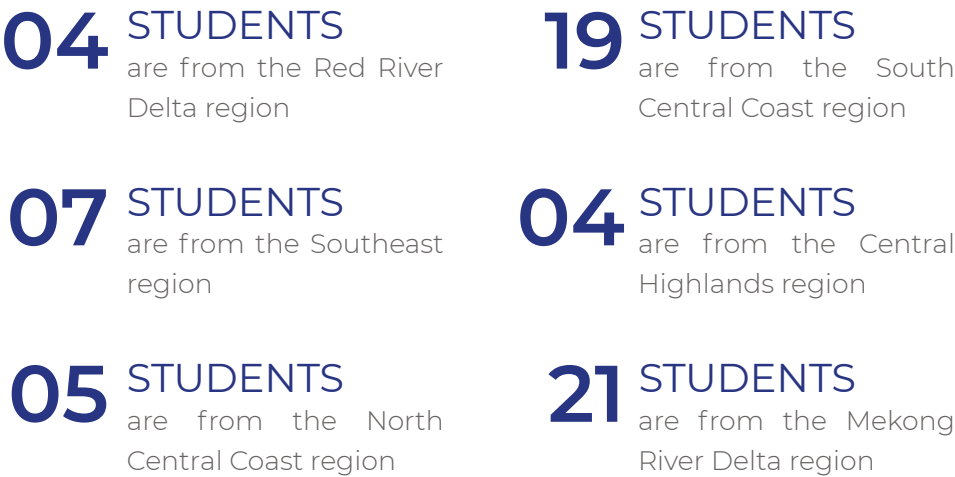 04 STUDENTS
are from the Red River
Delta region
19 STUDENTS
are from the South
Central Coast region
07 STUDENTS
are from the Southeast
region
04 STUDENTS
are from the Central
Highlands region
05 STUDENTS
are from the North
Central Coast region
21 STUDENTS
are from the Mekong
River Delta region